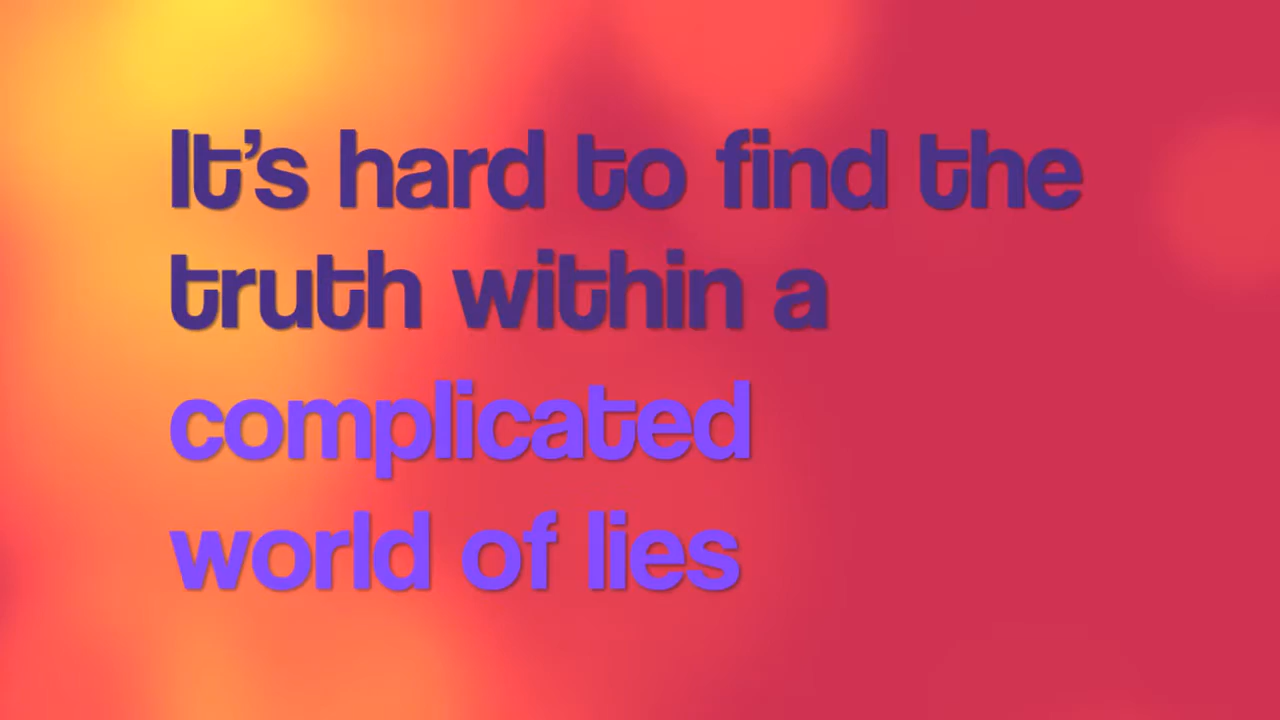 It’s hard to find the
truth within a
complicated
world of lies